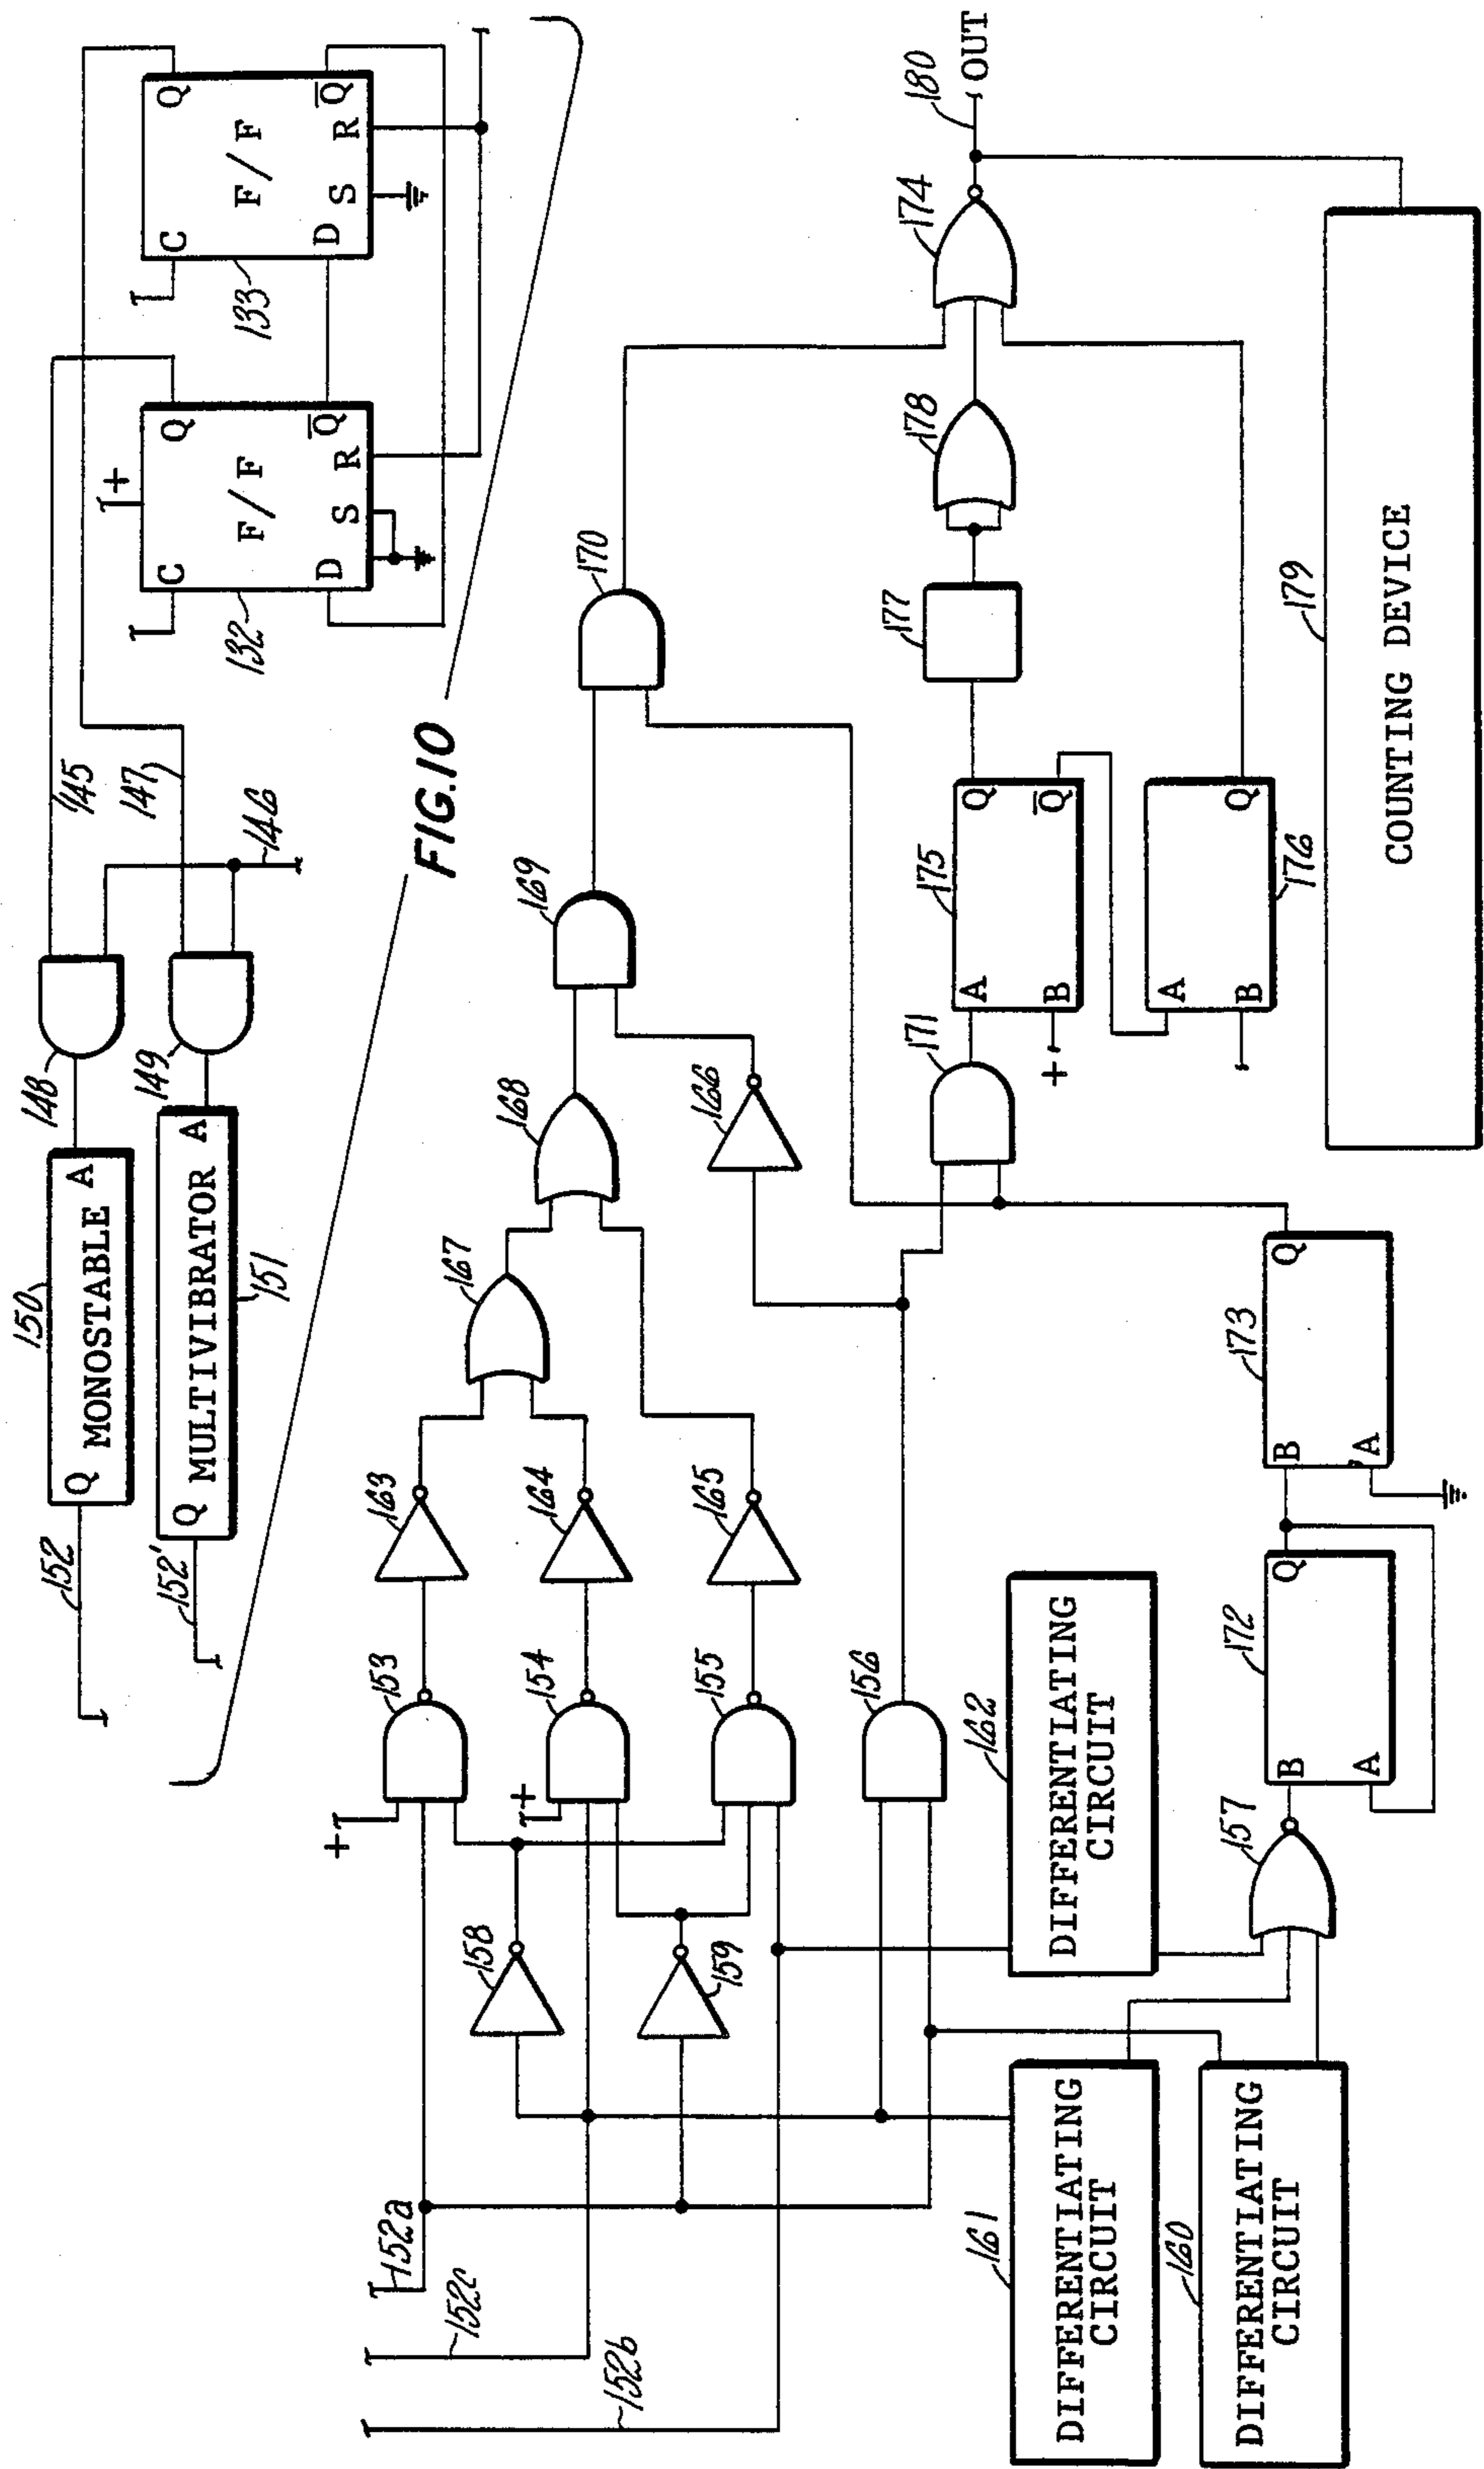 FIG.10
150
152
Q MONOSTABLE A
148
145
152'
Q MULTIVIBRATOR A
151
149
147
146
C
+
Q
F/F
132
D
S
R
Q̅
C
Q
F/F
133
D
S
R
Q̅
152a
152c
152b
+
153
163
167
158
+
154
164
168
169
170
159
155
165
166
156
171
A
175
Q
+
B
Q̅
177
178
174
180
OUT
A
B
Q
176
161
DIFFERENTIATING
CIRCUIT
162
DIFFERENTIATING
CIRCUIT
160
DIFFERENTIATING
CIRCUIT
157
B
172
Q
A
B
173
Q
A
179
COUNTING DEVICE